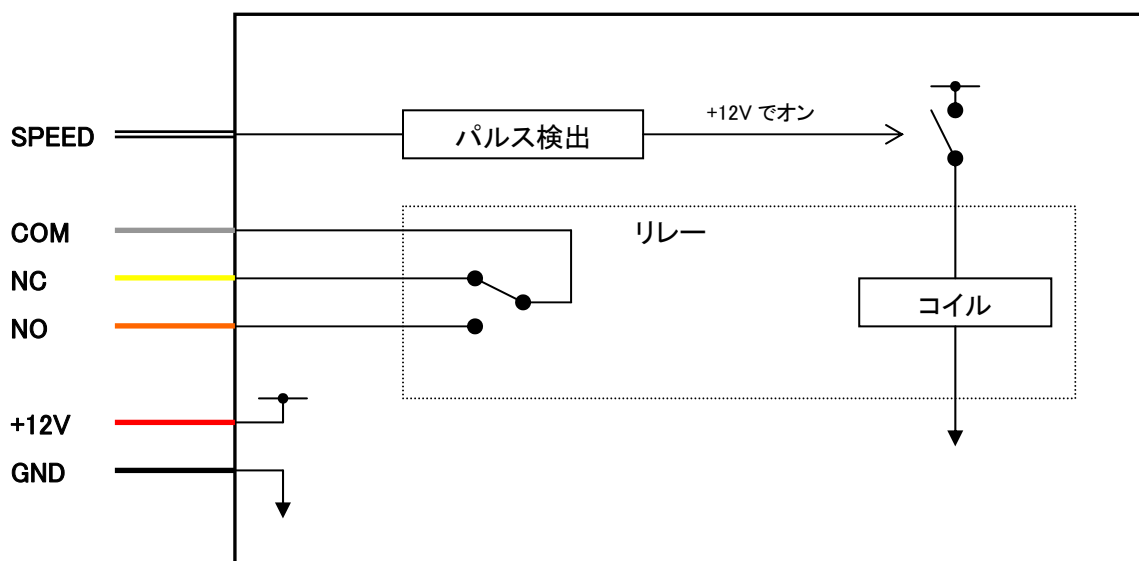 SPEED
パルス検出
+12V でオン
COM
リレー
NC
コイル
NO
+12V
GND